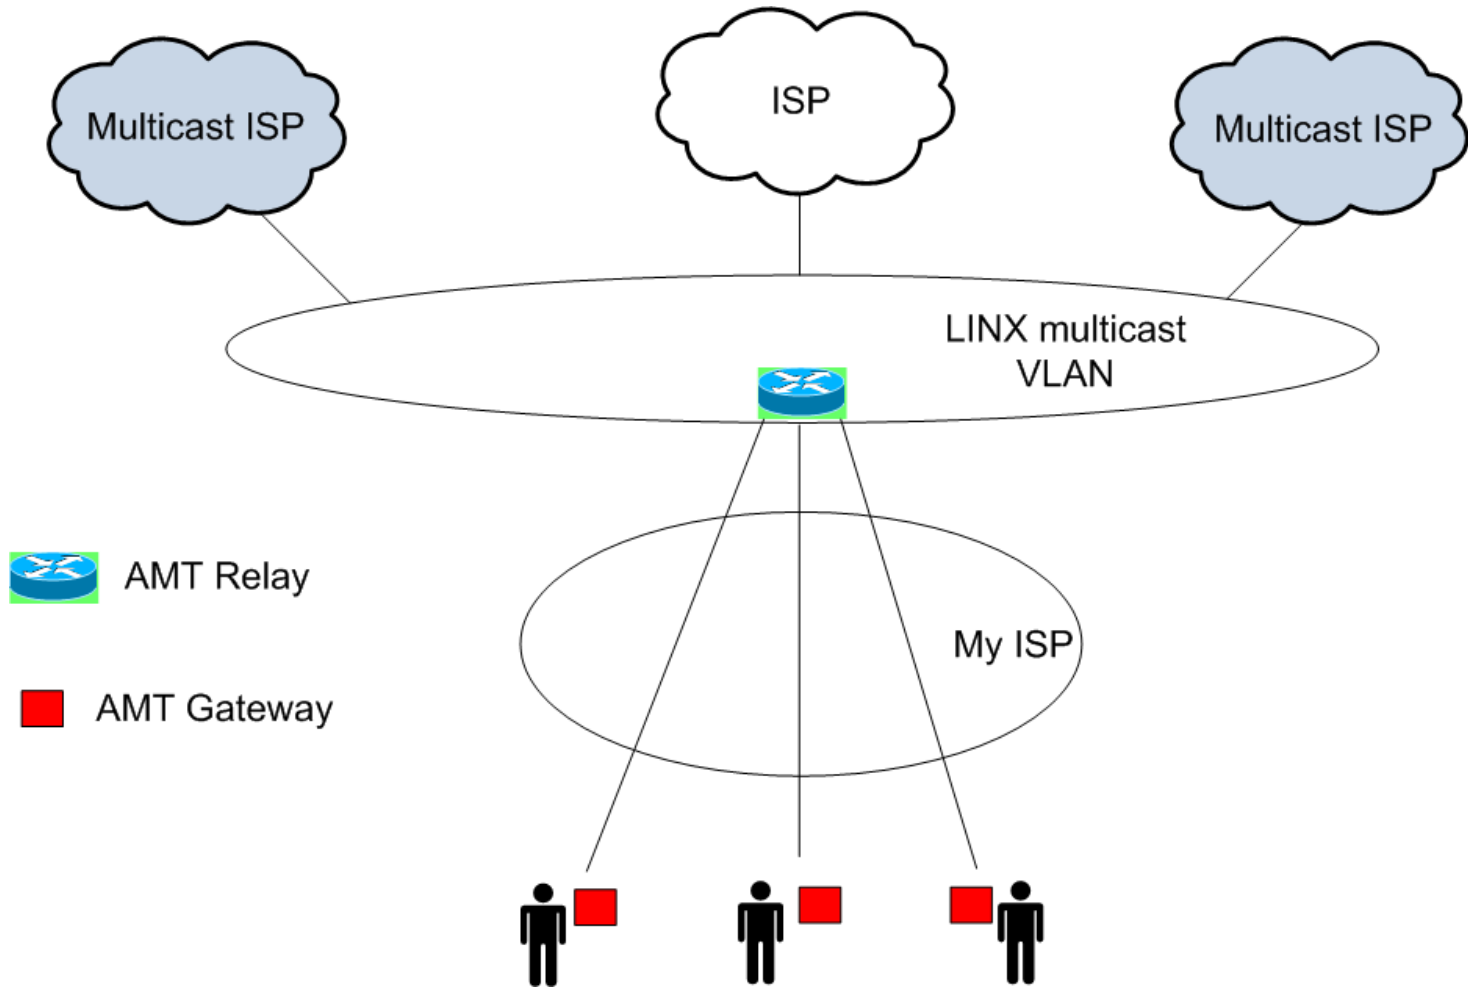 Multicast ISP
ISP
Multicast ISP
LINX multicast
VLAN
AMT Relay
My ISP
AMT Gateway